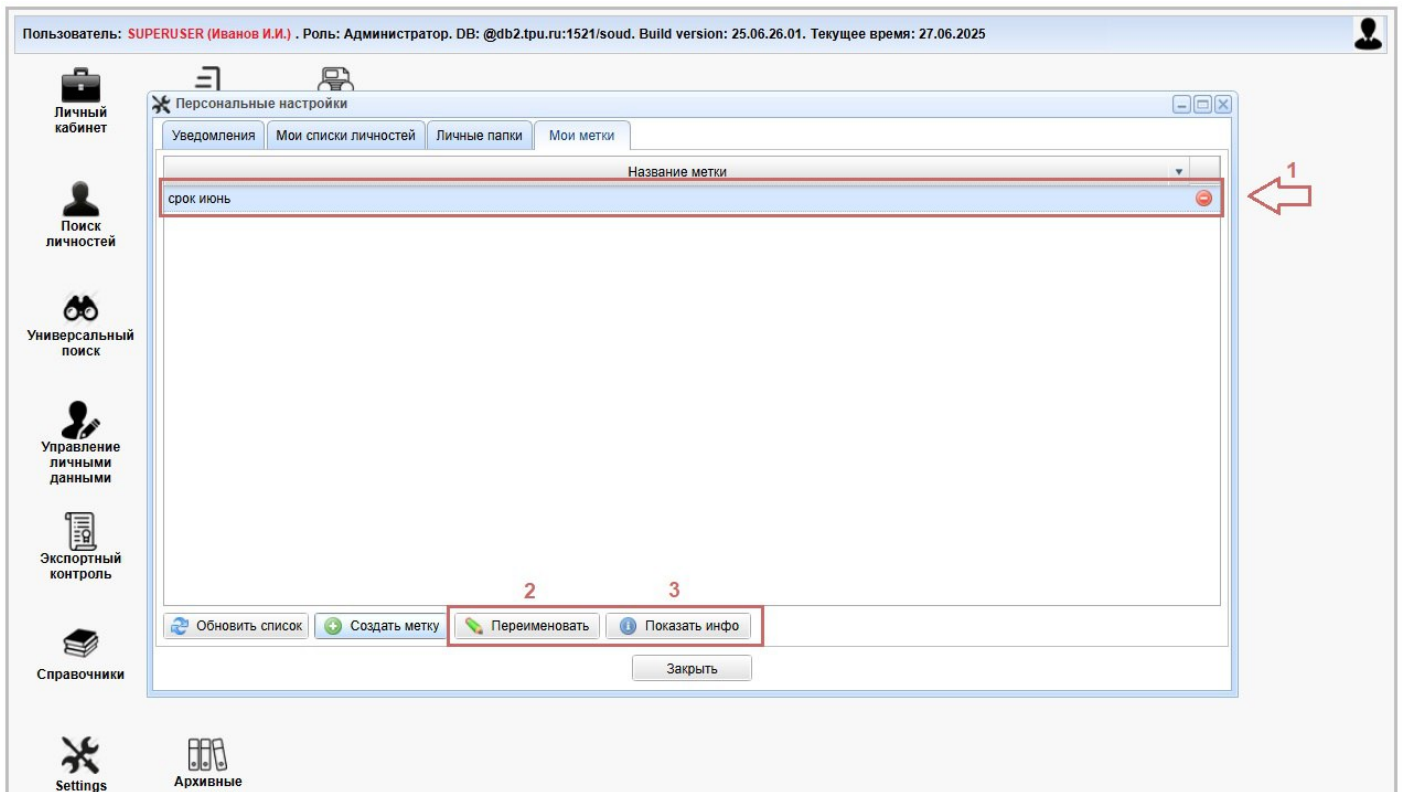 Пользователь: SUPERUSER (Иванов И.И.) . Роль: Администратор. DB: @db2.tpu.ru:1521/soud. Build version: 25.06.26.01. Текущее время: 27.06.2025
Личный
кабинет
Поиск
личностей
Универсальный
поиск
Управление
личными
данными
Экспортный
контроль
Справочники
Settings
Архивные
Персональные настройки
Уведомления
Мои списки личностей
Личные папки
Мои метки
Название метки
1
срок июнь
2
3
Обновить список
Создать метку
Переименовать
Показать инфо
Закрыть